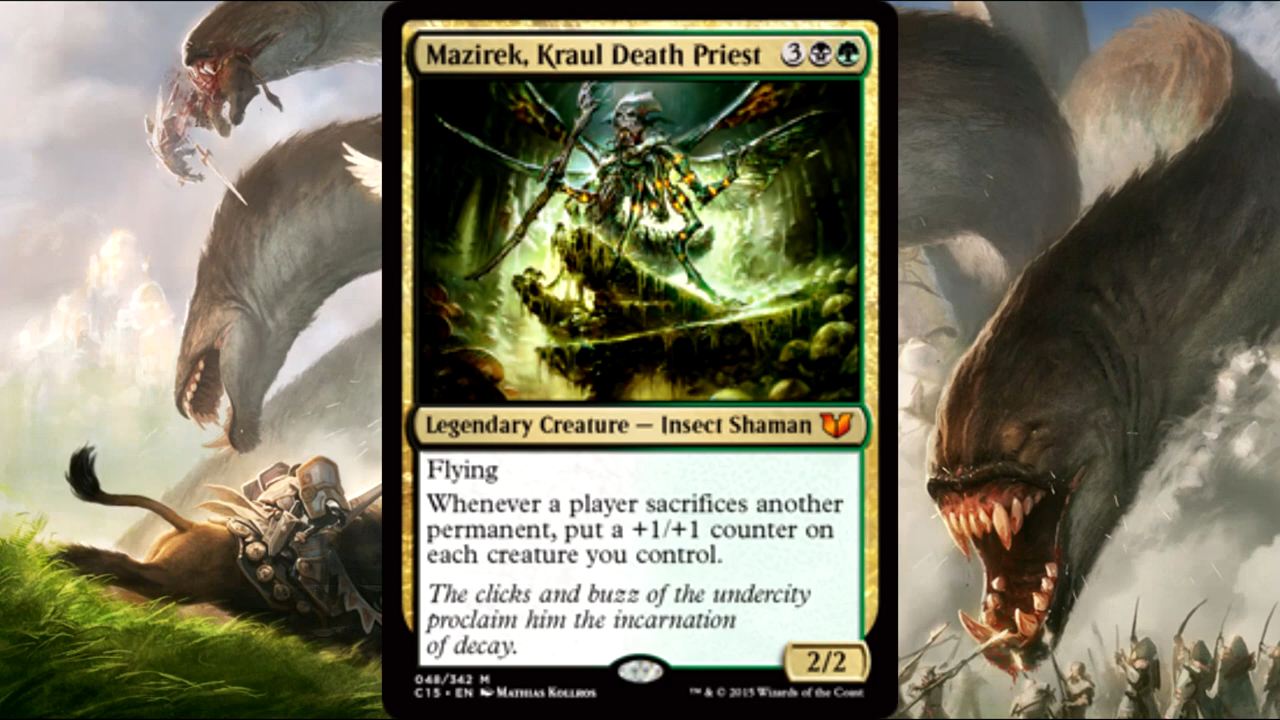 Mazirek, Kraul Death Priest 3
Legendary Creature — Insect Shaman
Flying
Whenever a player sacrifices another
permanent, put a +1/+1 counter on
each creature you control.
The clicks and buzz of the undercity
proclaim him the incarnation
of decay.
2/2
048/342 M
C15 • EN Mathias Kollros
™ & © 2015 Wizards of the Coast